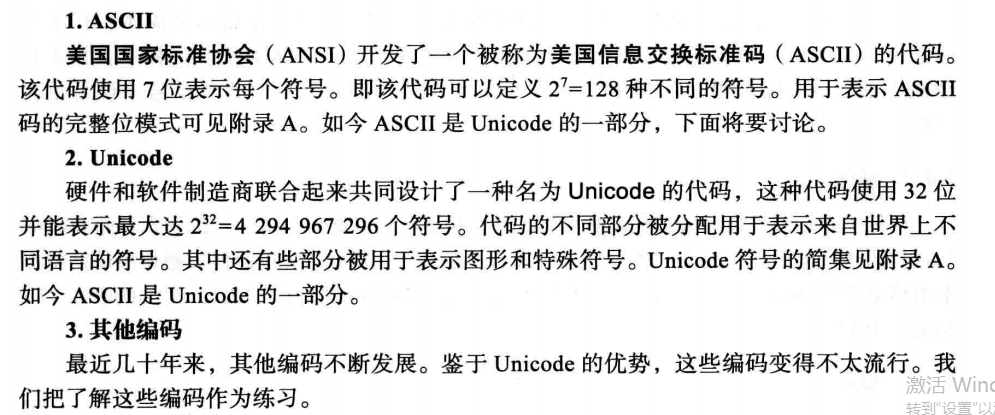 1. ASCII
美国国家标准协会（ANSI）开发了一个被称为美国信息交换标准码（ASCII）的代码。
该代码使用 7 位表示每个符号。即该代码可以定义 2⁷=128 种不同的符号。用于表示 ASCII
码的完整位模式可见附录 A。如今 ASCII 是 Unicode 的一部分，下面将要讨论。
2. Unicode
硬件和软件制造商联合起来共同设计了一种名为 Unicode 的代码，这种代码使用 32 位
并能表示最大达 2³²=4 294 967 296 个符号。代码的不同部分被分配用于表示来自世界上不
同语言的符号。其中还有些部分被用于表示图形和特殊符号。Unicode 符号的简集见附录 A。
如今 ASCII 是 Unicode 的一部分。
3. 其他编码
最近几十年来，其他编码不断发展。鉴于 Unicode 的优势，这些编码变得不太流行。我
们把了解这些编码作为练习。
激活 Winc
转到"设置"以